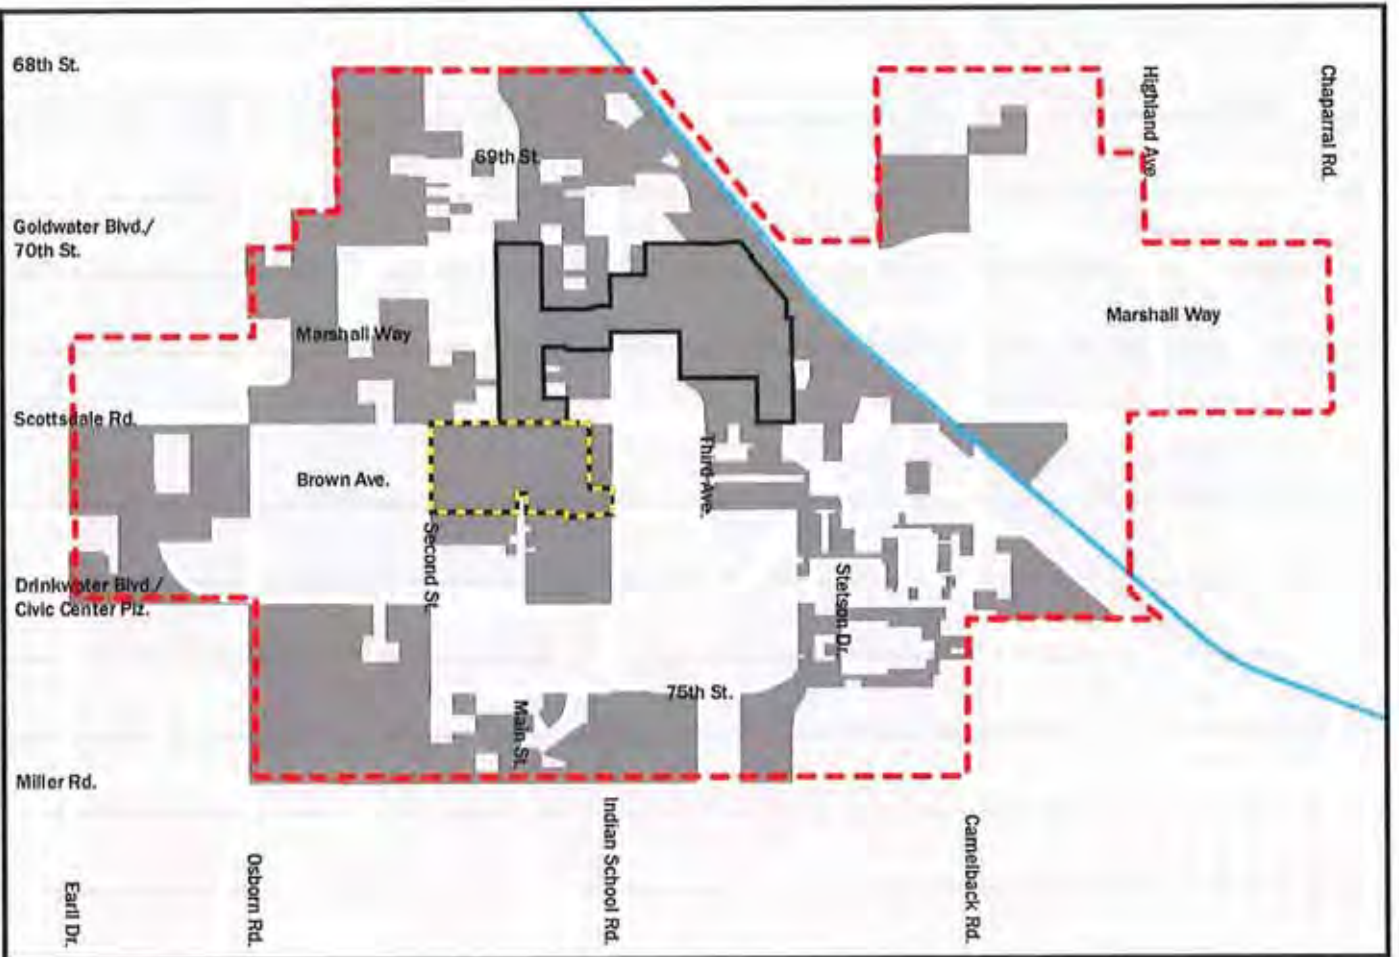 68th St.
Highland Ave.
Chaparral Rd.
69th St.
Goldwater Blvd./
70th St.
Marshall Way
Marshall Way
Scottsdale Rd.
Third Ave.
Brown Ave.
Second St.
Stetson Dr.
Drinkwater Blvd./
Civic Center Plz.
75th St.
Main St.
Miller Rd.
Indian School Rd.
Camelback Rd.
Osborn Rd.
Earll Dr.